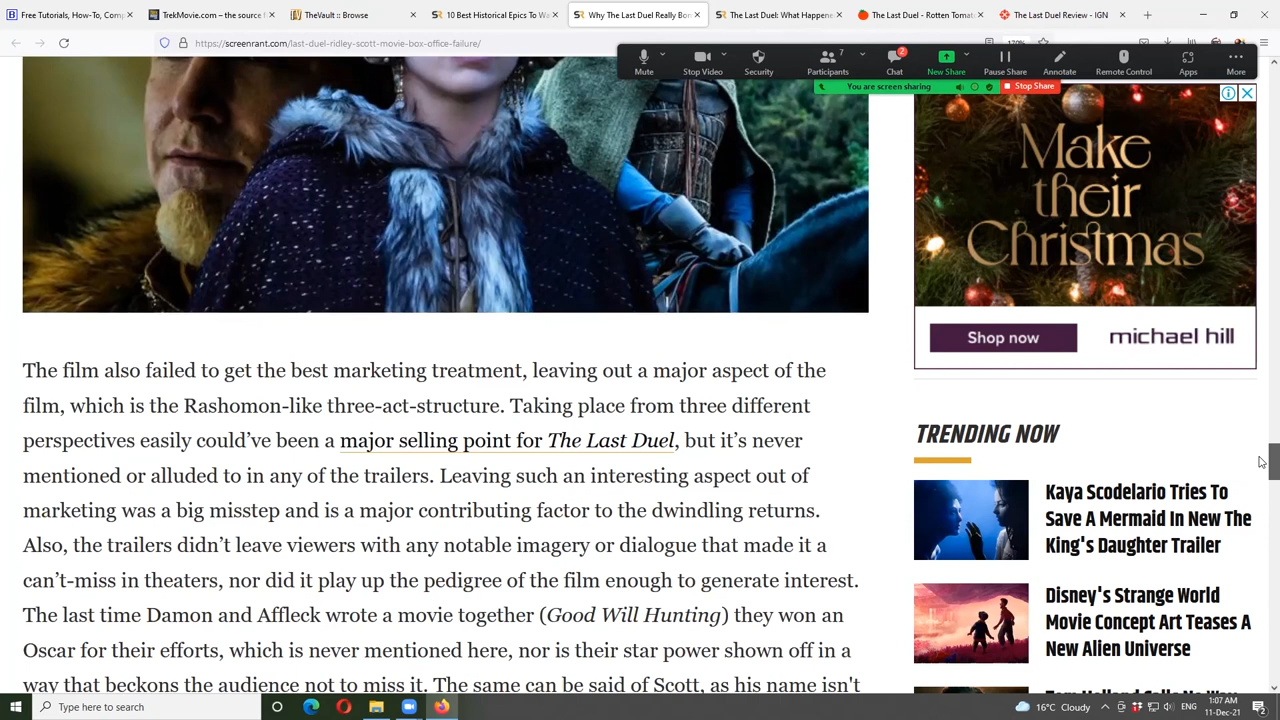 Free Tutorials, How-To, Comp
TrekMovie.com – the source f
TheVault :: Browse
10 Best Historical Epics To Wa
Why The Last Duel Really Bor
The Last Duel: What Happene
The Last Duel - Rotten Tomat
The Last Duel Review - IGN
https://screenrant.com/last-duel-ridley-scott-movie-box-office-failure/
170%
Mute
Stop Video
Security
7
Participants
2
Chat
New Share
Pause Share
Annotate
Remote Control
Apps
More
You are screen sharing
Stop Share
Make
their
Christmas
Shop now
michael hill
The film also failed to get the best marketing treatment, leaving out a major aspect of the
film, which is the Rashomon-like three-act-structure. Taking place from three different
perspectives easily could’ve been a major selling point for The Last Duel, but it’s never
mentioned or alluded to in any of the trailers. Leaving such an interesting aspect out of
marketing was a big misstep and is a major contributing factor to the dwindling returns.
Also, the trailers didn’t leave viewers with any notable imagery or dialogue that made it a
can’t-miss in theaters, nor did it play up the pedigree of the film enough to generate interest.
The last time Damon and Affleck wrote a movie together (Good Will Hunting) they won an
Oscar for their efforts, which is never mentioned here, nor is their star power shown off in a
way that beckons the audience not to miss it. The same can be said of Scott, as his name isn't
TRENDING NOW
Kaya Scodelario Tries To
Save A Mermaid In New The
King's Daughter Trailer
Disney's Strange World
Movie Concept Art Teases A
New Alien Universe
Type here to search
16°C Cloudy
ENG
1:07 AM
11-Dec-21
2